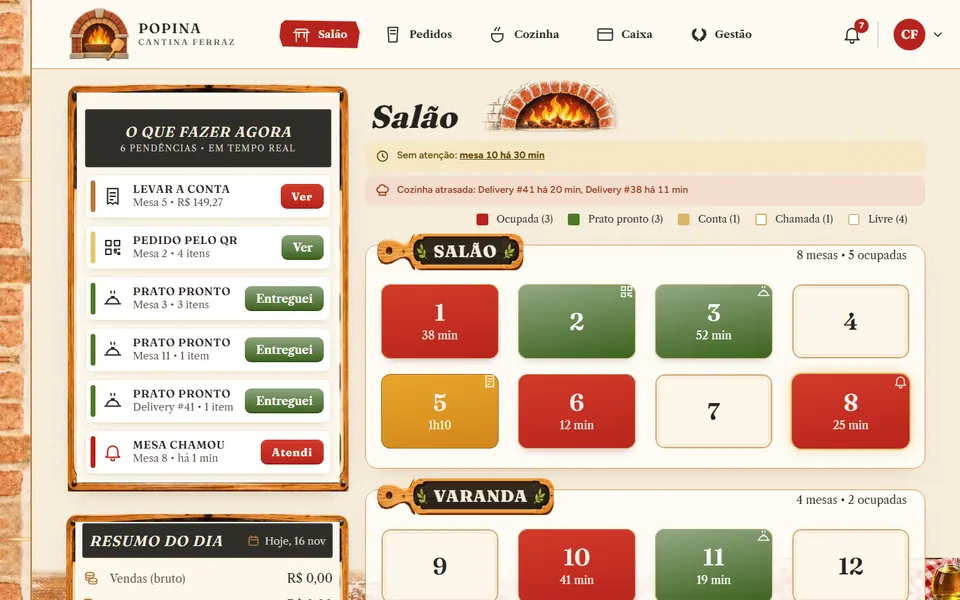 POPINA
CANTINA FERRAZ
Salão
Pedidos
Cozinha
Caixa
Gestão
7
CF
O QUE FAZER AGORA
6 PENDÊNCIAS • EM TEMPO REAL
LEVAR A CONTA
Mesa 5 • R$ 149,27
Ver
PEDIDO PELO QR
Mesa 2 • 4 itens
Ver
PRATO PRONTO
Mesa 3 • 3 itens
Entreguei
PRATO PRONTO
Mesa 11 • 1 item
Entreguei
PRATO PRONTO
Delivery #41 • 1 item
Entreguei
MESA CHAMOU
Mesa 8 • há 1 min
Atendi
RESUMO DO DIA
Hoje, 16 nov
Vendas (bruto)
R$ 0,00
Salão
Sem atenção: mesa 10 há 30 min
Cozinha atrasada: Delivery #41 há 20 min, Delivery #38 há 11 min
Ocupada (3)
Prato pronto (3)
Conta (1)
Chamada (1)
Livre (4)
SALÃO
8 mesas • 5 ocupadas
1
38 min
2
3
52 min
4
5
1h10
6
12 min
7
8
25 min
VARANDA
4 mesas • 2 ocupadas
9
10
41 min
11
19 min
12